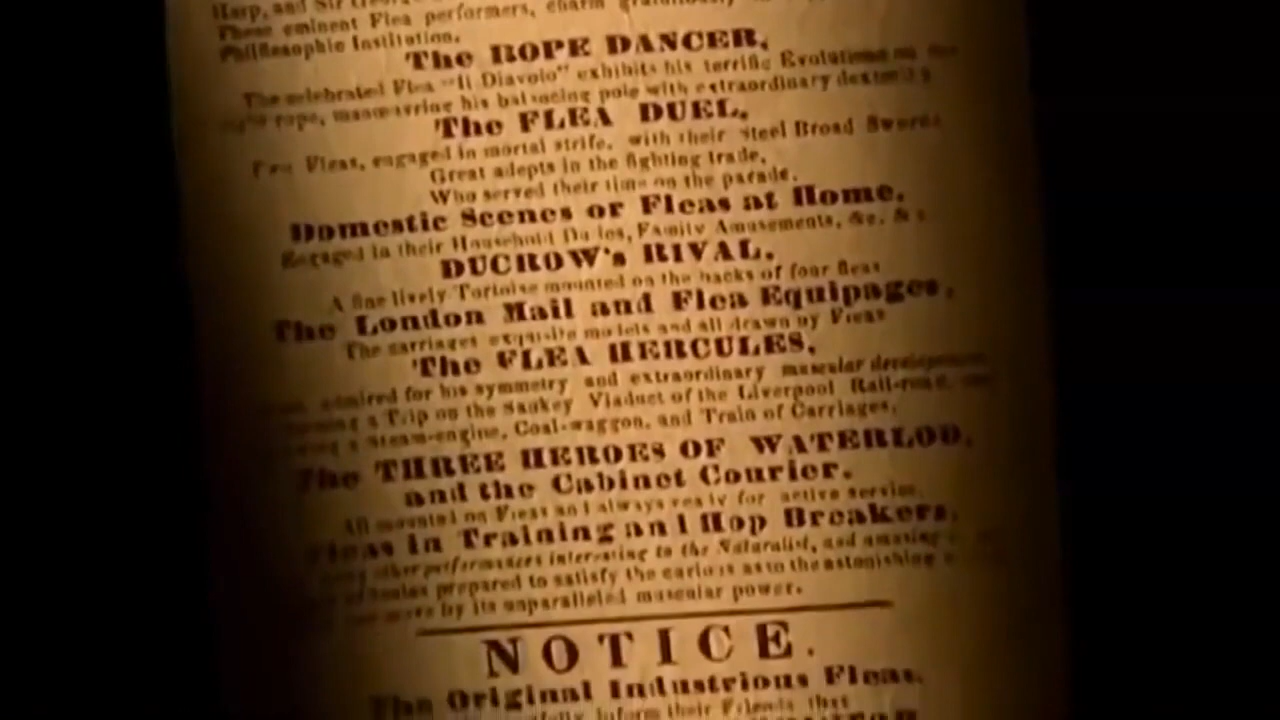 Harp, and Sir
These eminent Flea performers, charm gratuitously
Philosophic Institution.
The ROPE DANCER,
The celebrated Flea "Il Diavolo" exhibits his terrific Evolutions on the
tight rope, manœvring his balancing pole with extraordinary dexterity
The FLEA DUEL,
Two Fleas, engaged in mortal strife, with their Steel Broad Swords
Great adepts in the fighting trade,
Who served their time on the parade.
Domestic Scenes or Fleas at Home.
Engaged in their Household Duties, Family Amusements, &c. &c
DUCROW's RIVAL.
A fine lively Tortoise mounted on the backs of four fleas
The London Mail and Flea Equipages,
The carriages exquisite models and all drawn by Fleas
The FLEA HERCULES,
admired for his symmetry and extraordinary muscular development
a Trip on the Sankey Viaduct of the Liverpool Rail-road,
a Steam-engine, Coal-waggon, and Train of Carriages,
The THREE HEROES OF WATERLOO,
and the Cabinet Courier.
All mounted on Fleas and always ready for active service.
Fleas in Training and Hop Breakers.
other performances interesting to the Naturalist, and amusing
prepared to satisfy the curious as to the astonishing
by its unparalleled muscular power.
NOTICE.
The Original Industrious Fleas.
inform their Friends that